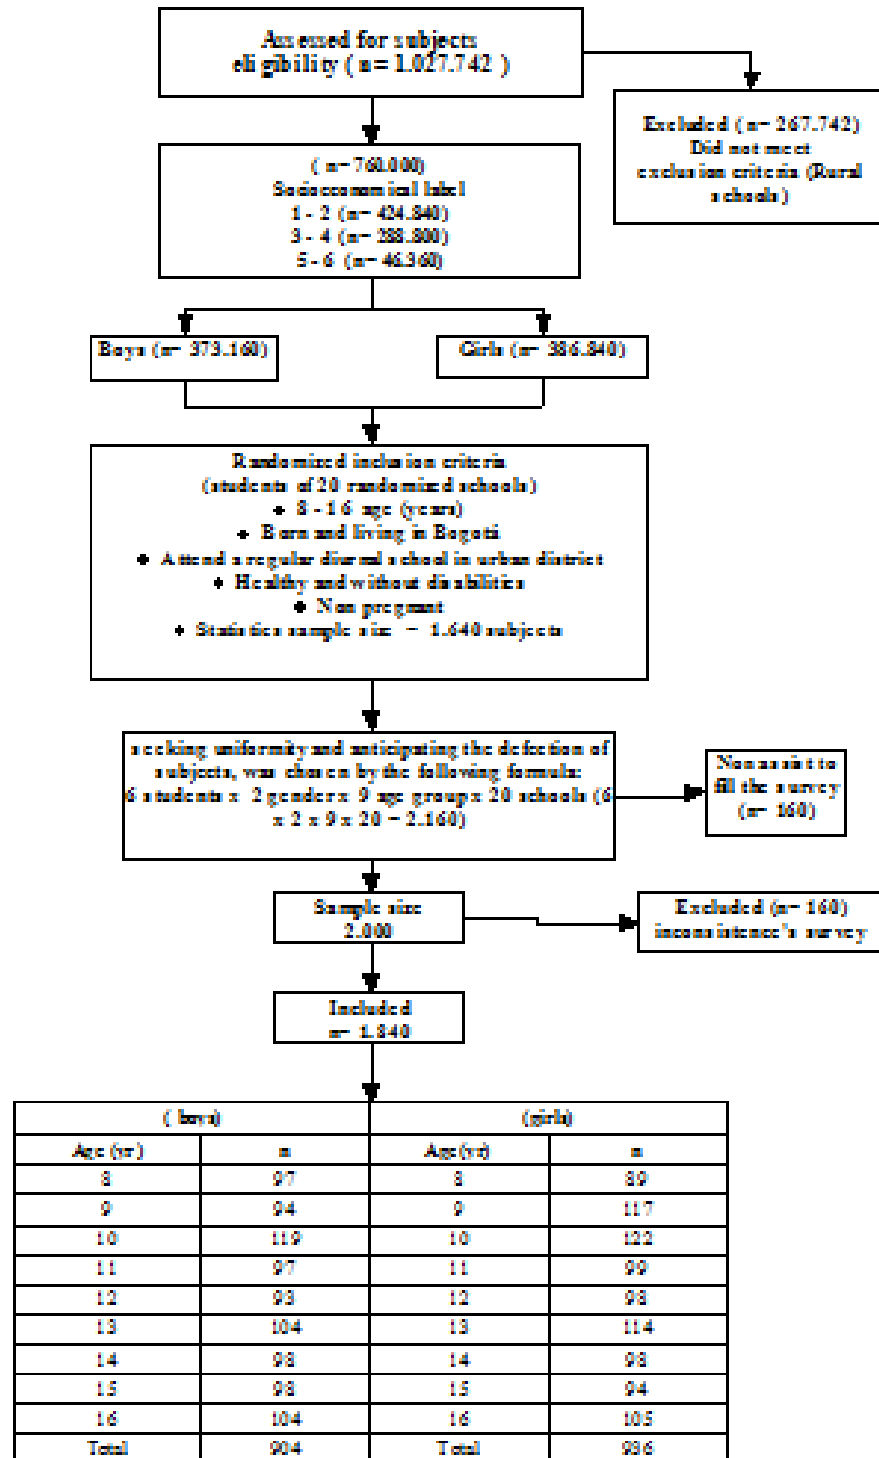 Assessed for subjects
eligibility ( n= 1.027.742 )
Excluded ( n= 267.742)
Did not meet
exclusion criteria (Rural
schools)
( n= 760.000)
Socioeconomical label
1 - 2 (n= 424.840)
3 - 4 (n= 288.800)
5 - 6 (n= 46.360)
Boys (n= 373.160)
Girls (n= 386.840)
Randomized inclusion criteria
(students of 20 randomized schools)
◆ 8 - 16 age (years)
◆ Born and living in Bogotá
◆ Attend a regular diurnal school in urban district
◆ Healthy and without disabilities
◆ Non pregnant
◆ Statistics sample size = 1.640 subjects
seeking uniformity and anticipating the defection of
subjects, was chosen by the following formula:
6 students x 2 gender x 9 age group x 20 schools (6
x 2 x 9 x 20 = 2.160)
Non assist to
fill the survey
(n= 160)
Sample size
2.000
Excluded (n= 160)
inconsistence's survey
Included
n= 1.840
( boys) (girls)
Age (yr) n Age (yr) n
8 97 8 89
9 94 9 117
10 119 10 122
11 97 11 99
12 93 12 98
13 104 13 114
14 98 14 98
15 98 15 94
16 104 16 105
Total 904 Total 936